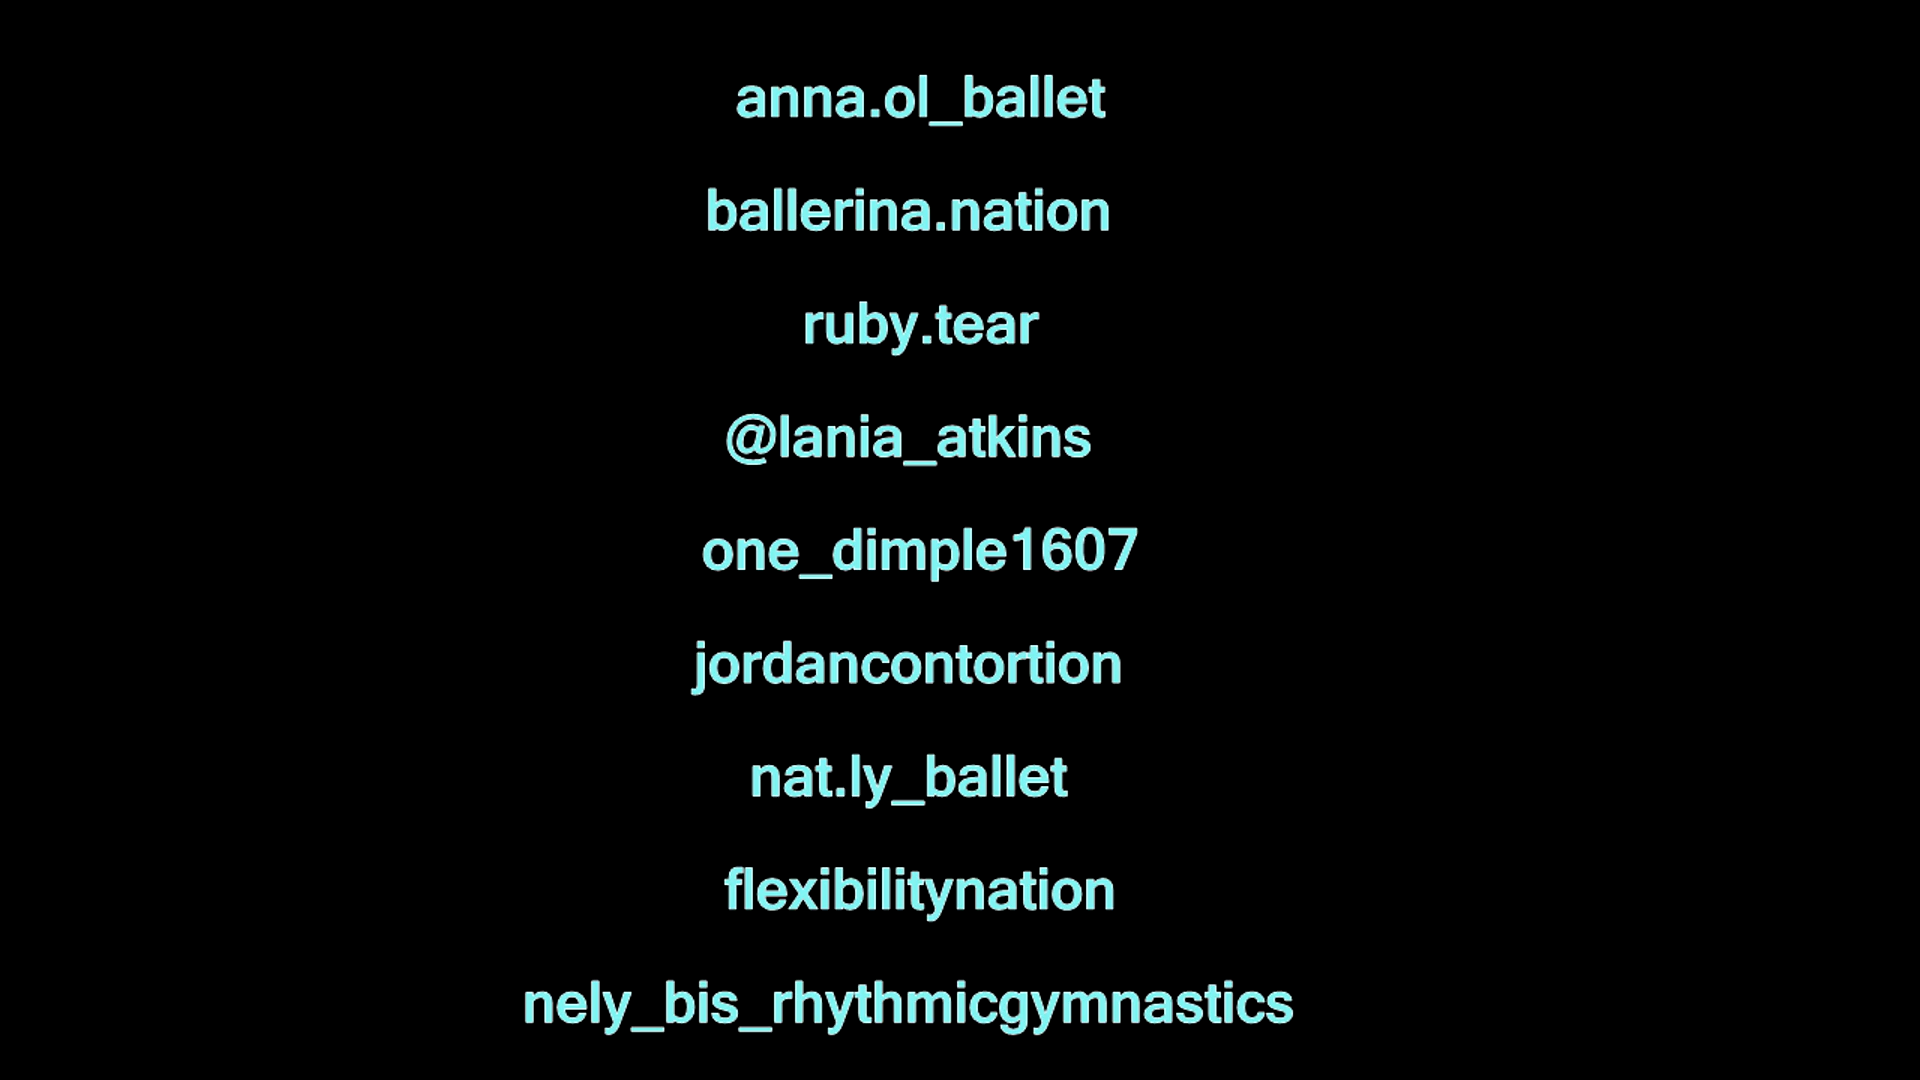 anna.ol_ballet
ballerina.nation
ruby.tear
@lania_atkins
one_dimple1607
jordancontortion
nat.ly_ballet
flexibilitynation
nely_bis_rhythmicgymnastics